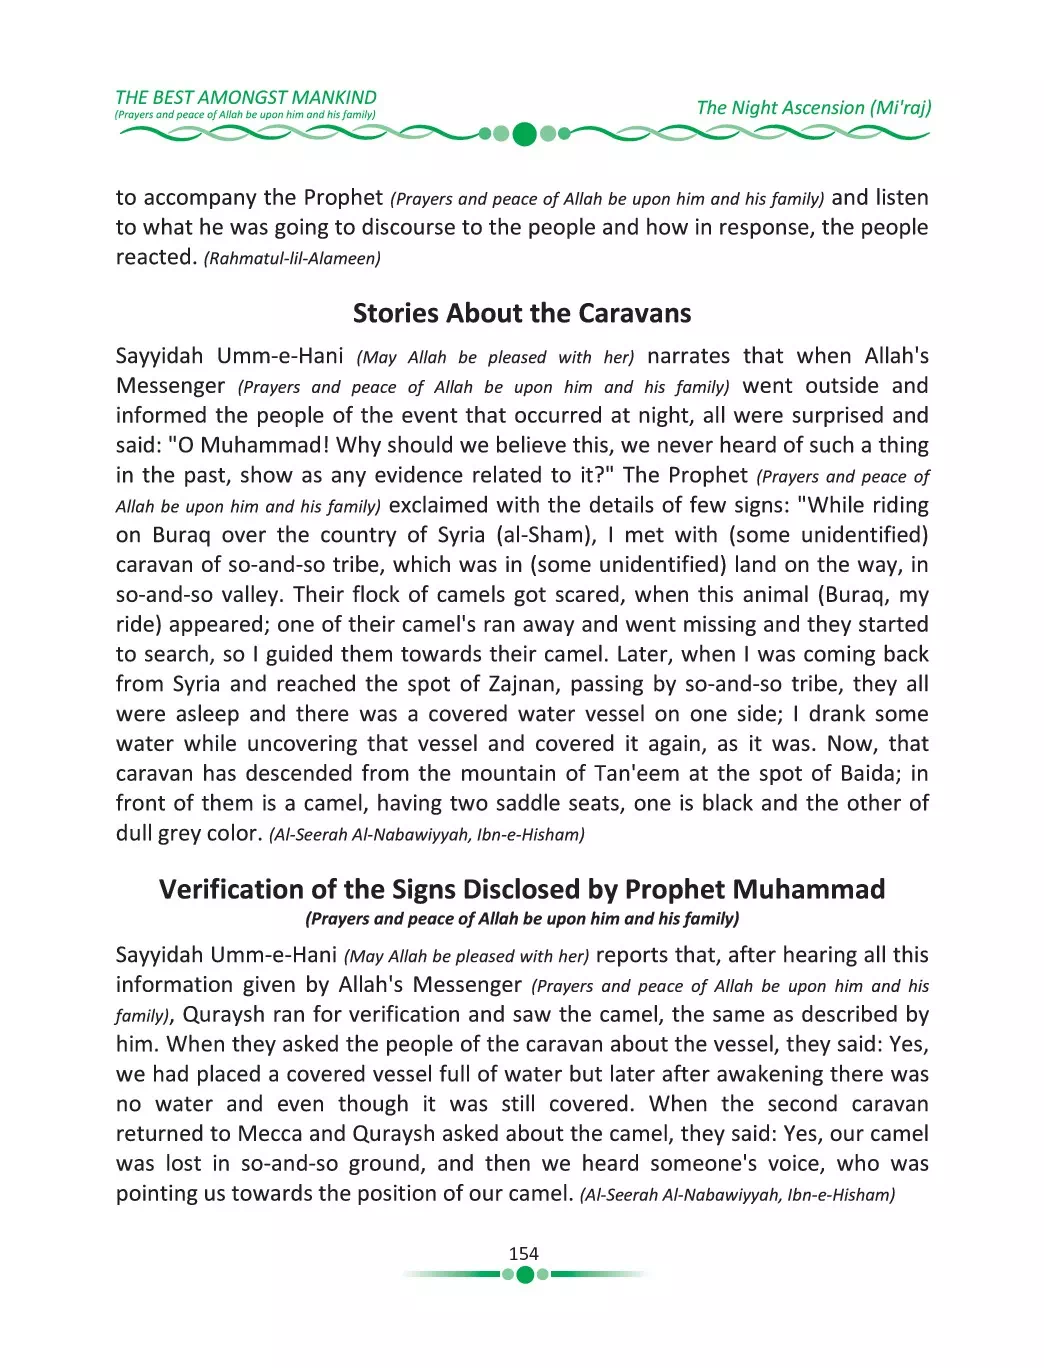 THE BEST AMONGST MANKIND
(Prayers and peace of Allah be upon him and his family)
The Night Ascension (Mi'raj)
to accompany the Prophet (Prayers and peace of Allah be upon him and his family) and listen
to what he was going to discourse to the people and how in response, the people
reacted. (Rahmatul-lil-Alameen)
Stories About the Caravans
Sayyidah Umm-e-Hani (May Allah be pleased with her) narrates that when Allah's
Messenger (Prayers and peace of Allah be upon him and his family) went outside and
informed the people of the event that occurred at night, all were surprised and
said: "O Muhammad! Why should we believe this, we never heard of such a thing
in the past, show as any evidence related to it?" The Prophet (Prayers and peace of
Allah be upon him and his family) exclaimed with the details of few signs: "While riding
on Buraq over the country of Syria (al-Sham), I met with (some unidentified)
caravan of so-and-so tribe, which was in (some unidentified) land on the way, in
so-and-so valley. Their flock of camels got scared, when this animal (Buraq, my
ride) appeared; one of their camel's ran away and went missing and they started
to search, so I guided them towards their camel. Later, when I was coming back
from Syria and reached the spot of Zajnan, passing by so-and-so tribe, they all
were asleep and there was a covered water vessel on one side; I drank some
water while uncovering that vessel and covered it again, as it was. Now, that
caravan has descended from the mountain of Tan'eem at the spot of Baida; in
front of them is a camel, having two saddle seats, one is black and the other of
dull grey color. (Al-Seerah Al-Nabawiyyah, Ibn-e-Hisham)
Verification of the Signs Disclosed by Prophet Muhammad
(Prayers and peace of Allah be upon him and his family)
Sayyidah Umm-e-Hani (May Allah be pleased with her) reports that, after hearing all this
information given by Allah's Messenger (Prayers and peace of Allah be upon him and his
family), Quraysh ran for verification and saw the camel, the same as described by
him. When they asked the people of the caravan about the vessel, they said: Yes,
we had placed a covered vessel full of water but later after awakening there was
no water and even though it was still covered. When the second caravan
returned to Mecca and Quraysh asked about the camel, they said: Yes, our camel
was lost in so-and-so ground, and then we heard someone's voice, who was
pointing us towards the position of our camel. (Al-Seerah Al-Nabawiyyah, Ibn-e-Hisham)
154